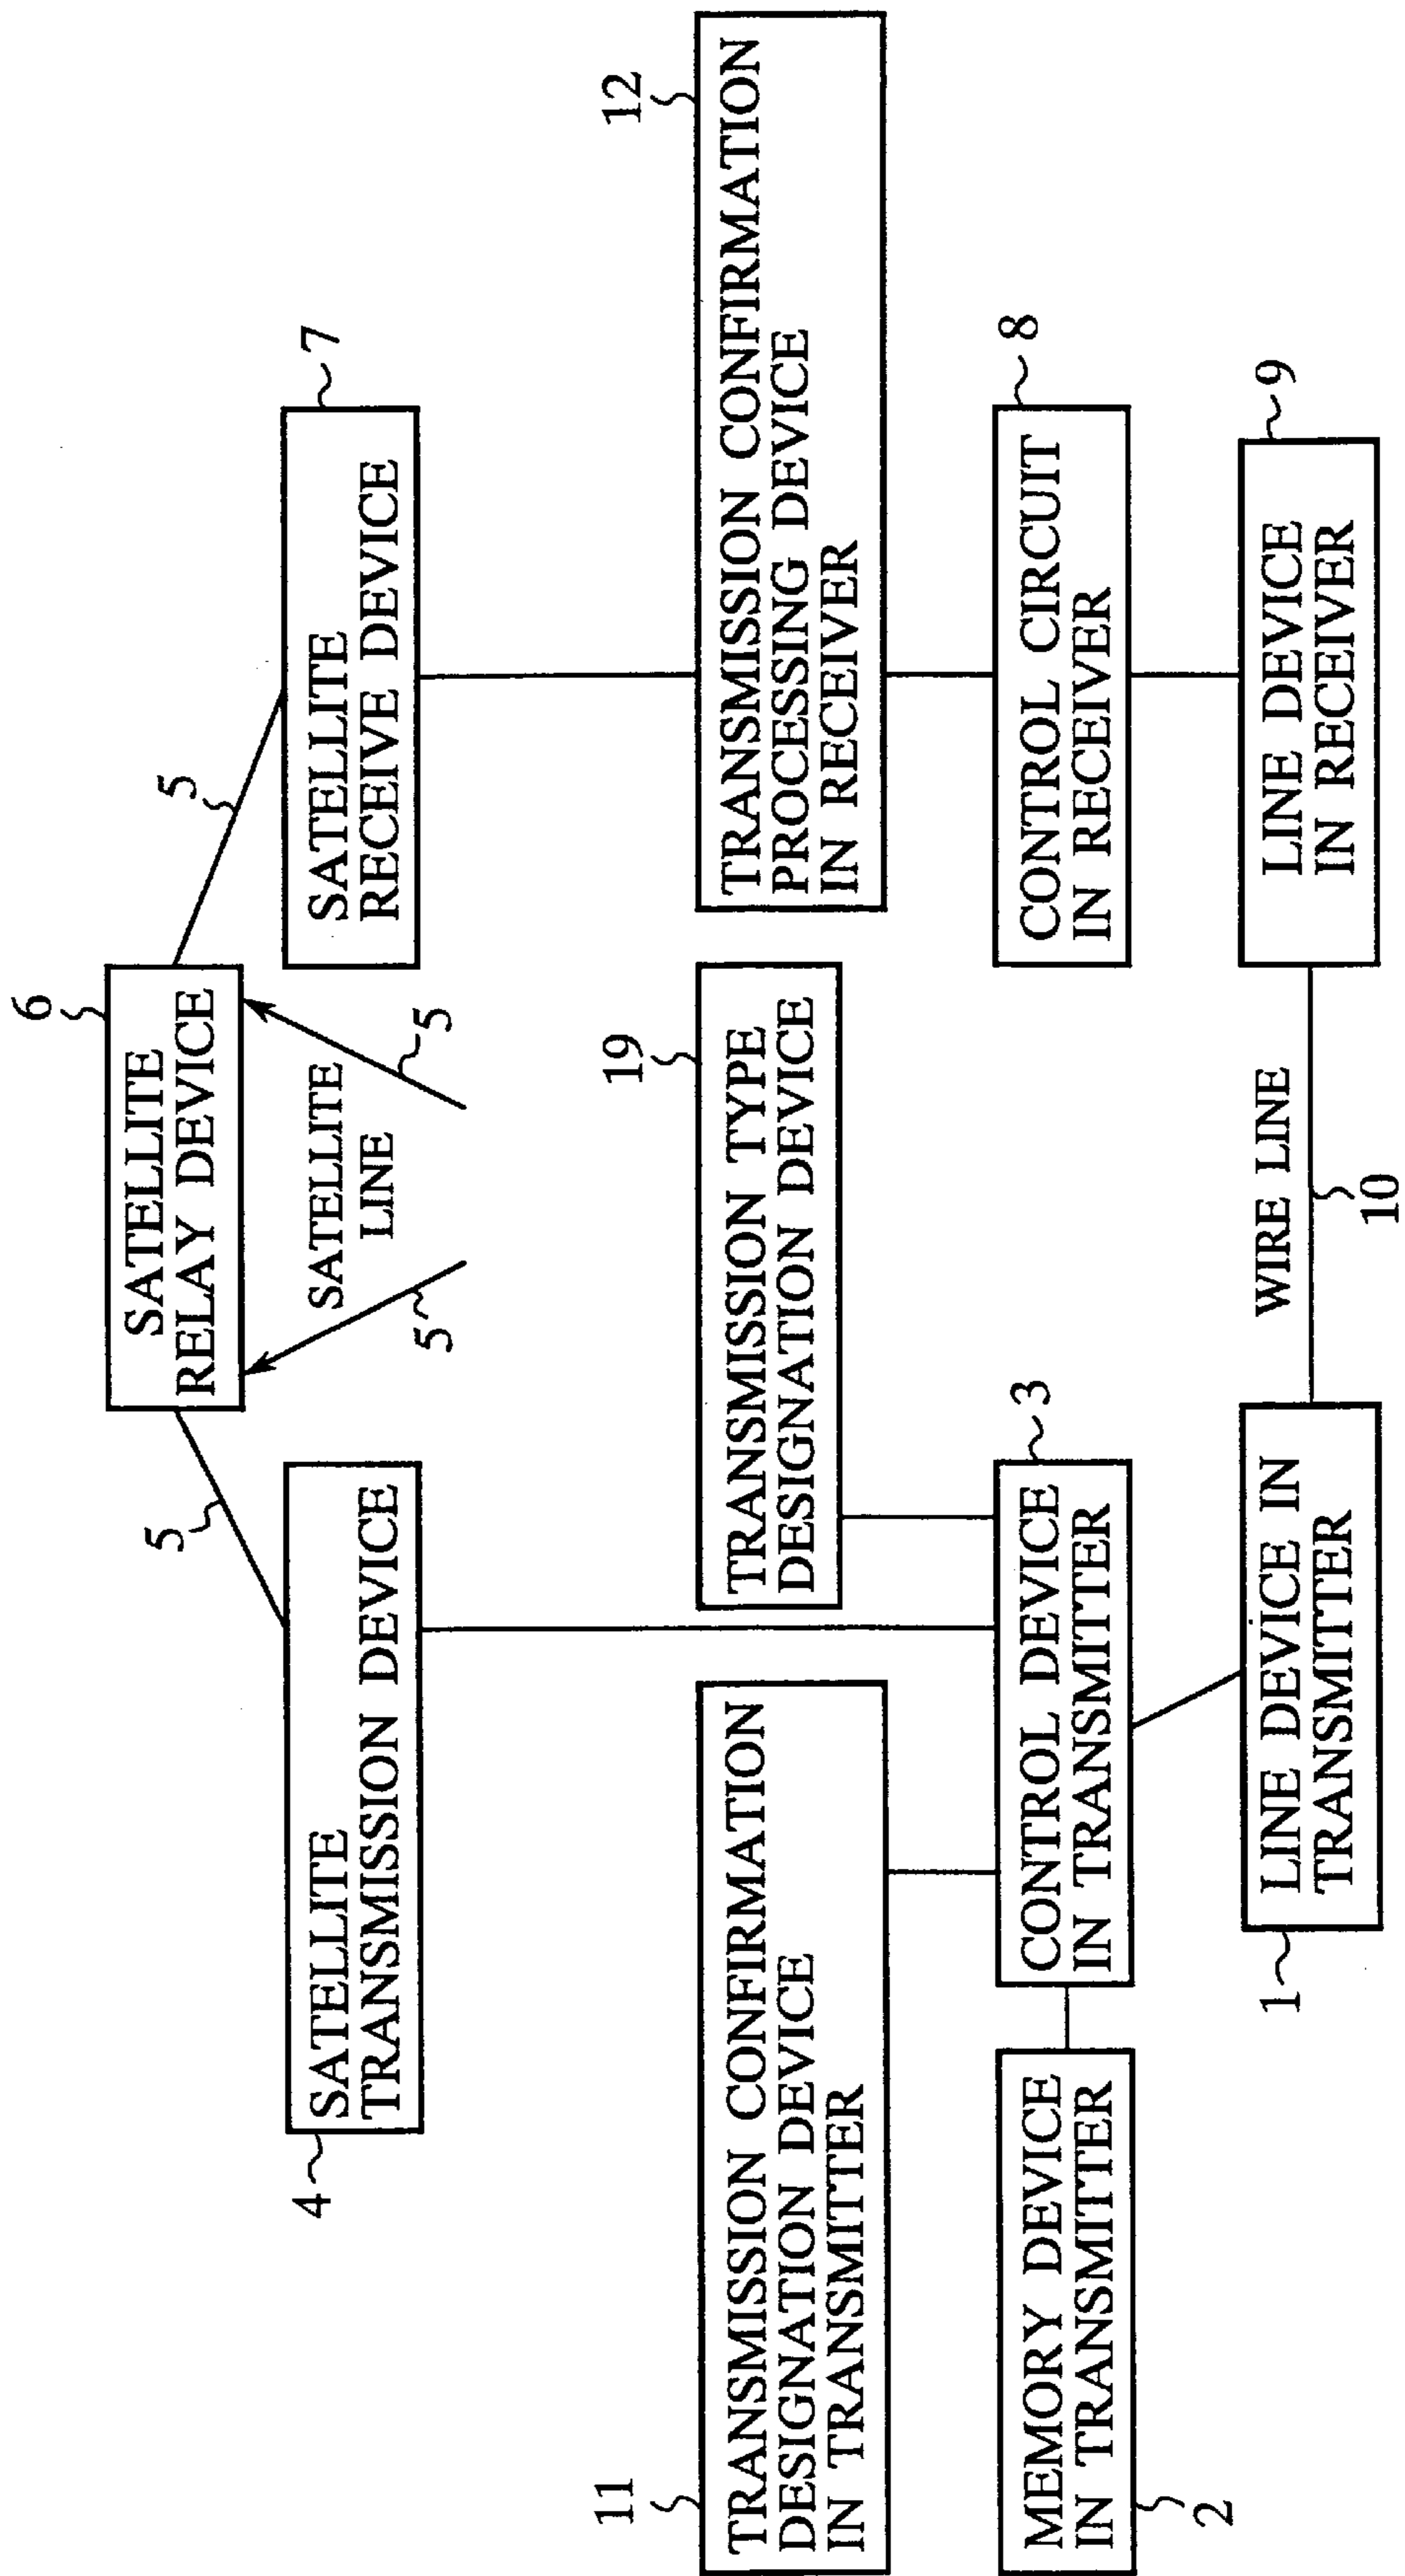 6
SATELLITE
RELAY DEVICE
5
5
SATELLITE
LINE
5
5
4
SATELLITE
TRANSMISSION DEVICE
SATELLITE
RECEIVE DEVICE
7
11
TRANSMISSION CONFIRMATION
DESIGNATION DEVICE
IN TRANSMITTER
19
TRANSMISSION TYPE
DESIGNATION DEVICE
12
TRANSMISSION CONFIRMATION
PROCESSING DEVICE
IN RECEIVER
MEMORY DEVICE
IN TRANSMITTER
2
CONTROL DEVICE
IN TRANSMITTER
3
CONTROL CIRCUIT
IN RECEIVER
8
1
LINE DEVICE IN
TRANSMITTER
WIRE LINE
10
LINE DEVICE
IN RECEIVER
9